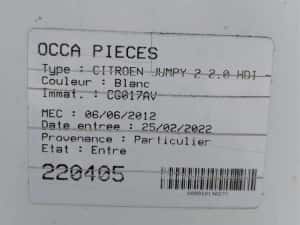 OCCA PIECES
Type : CITROEN JUMPY 2 2.0 HDI
Couleur : Blanc
Immat. : CG017AV
MEC : 06/06/2012
Date entree : 25/02/2022
Provenance : Particulier
Etat : Entre
220405